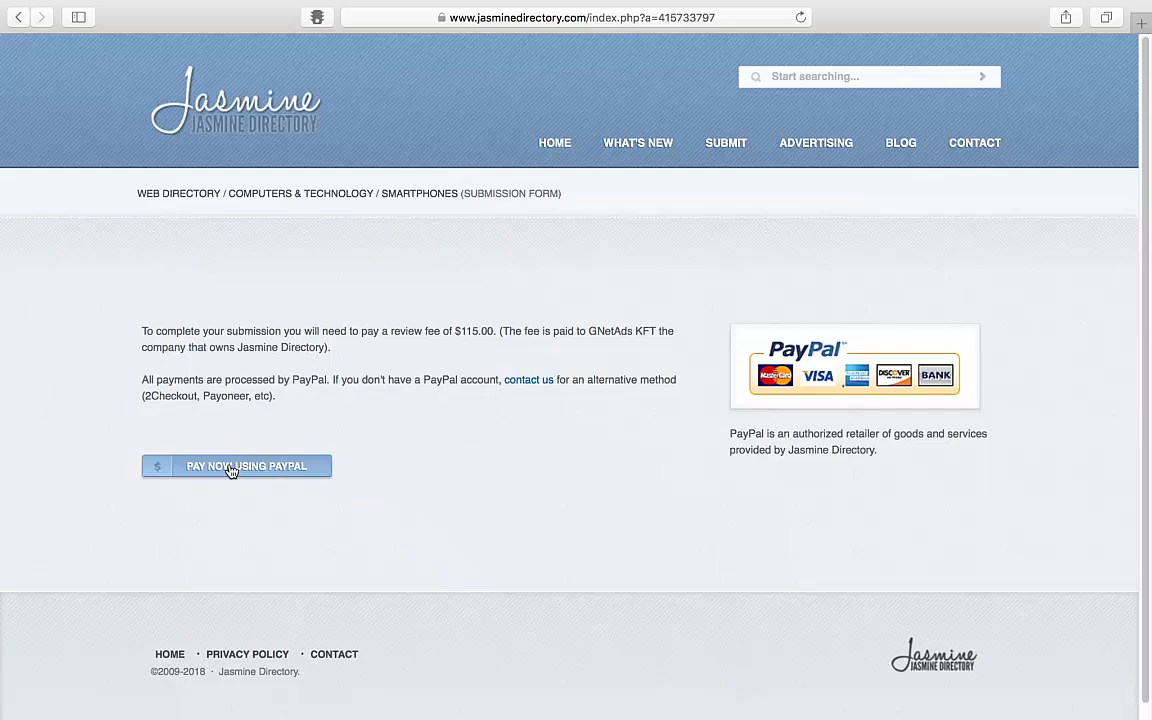 www.jasminedirectory.com/index.php?a=415733797
Jasmine
JASMINE DIRECTORY
Start searching...
HOME WHAT'S NEW SUBMIT ADVERTISING BLOG CONTACT
WEB DIRECTORY / COMPUTERS & TECHNOLOGY / SMARTPHONES (SUBMISSION FORM)
To complete your submission you will need to pay a review fee of $115.00. (The fee is paid to GNetAds KFT the
company that owns Jasmine Directory).
All payments are processed by PayPal. If you don't have a PayPal account, contact us for an alternative method
(2Checkout, Payoneer, etc).
$ PAY NOW USING PAYPAL
PayPal™
MasterCard VISA DISCOVER BANK
PayPal is an authorized retailer of goods and services
provided by Jasmine Directory.
HOME · PRIVACY POLICY · CONTACT
©2009-2018 · Jasmine Directory.
Jasmine
JASMINE DIRECTORY